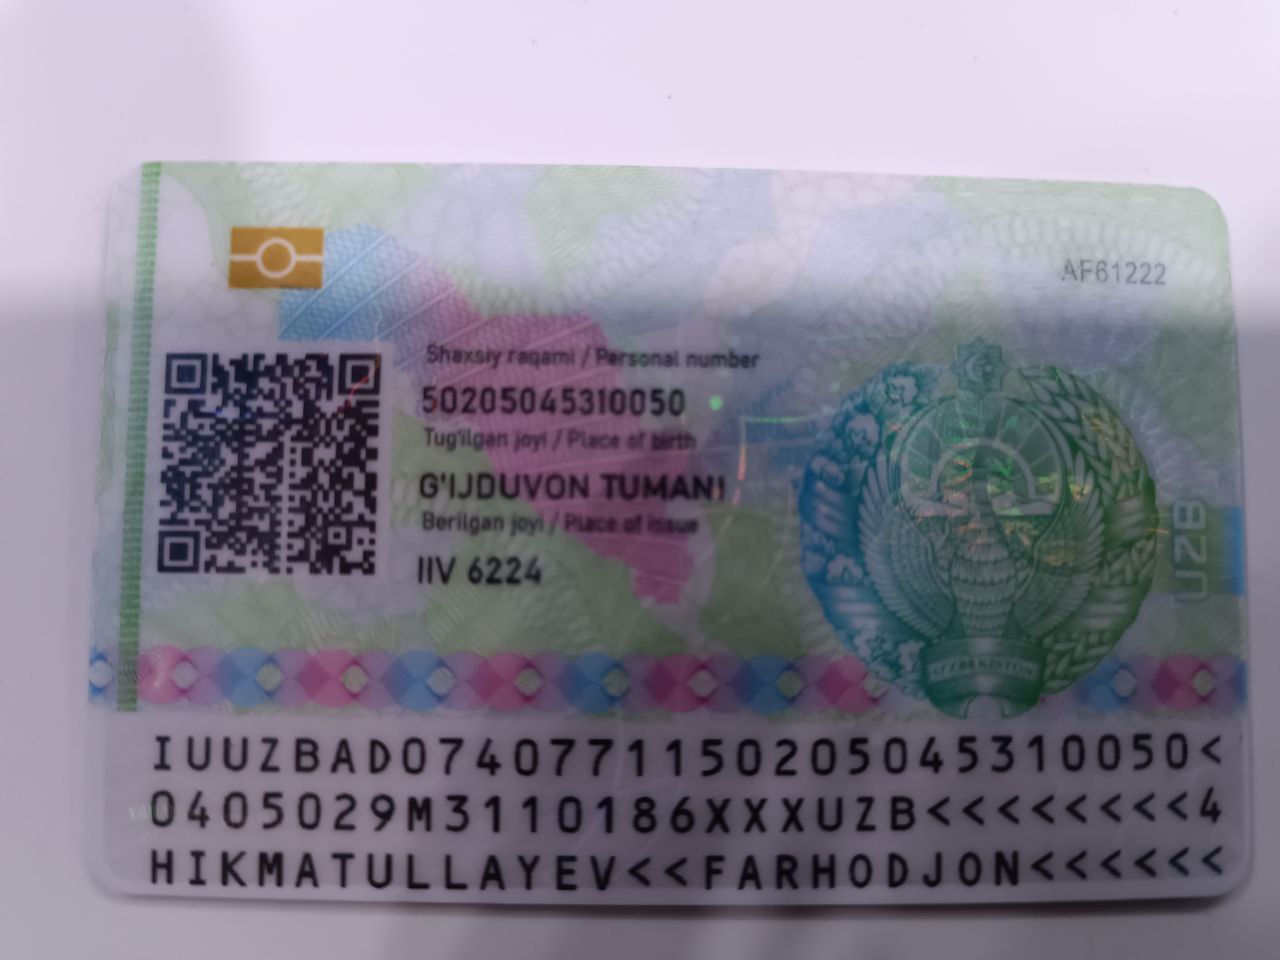 AF61222
Shaxsiy raqami / Personal number
50205045310050
Tug'ilgan joyi / Place of birth
G'IJDUVON TUMANI
Berilgan joyi / Place of issue
IIV 6224
UZB
O'ZBEKISTON
IUUZBAD0740771150205045310050<
0405029M3110186XXXUZB<<<<<<<<4
HIKMATULLAYEV<<FARHODJON<<<<<<